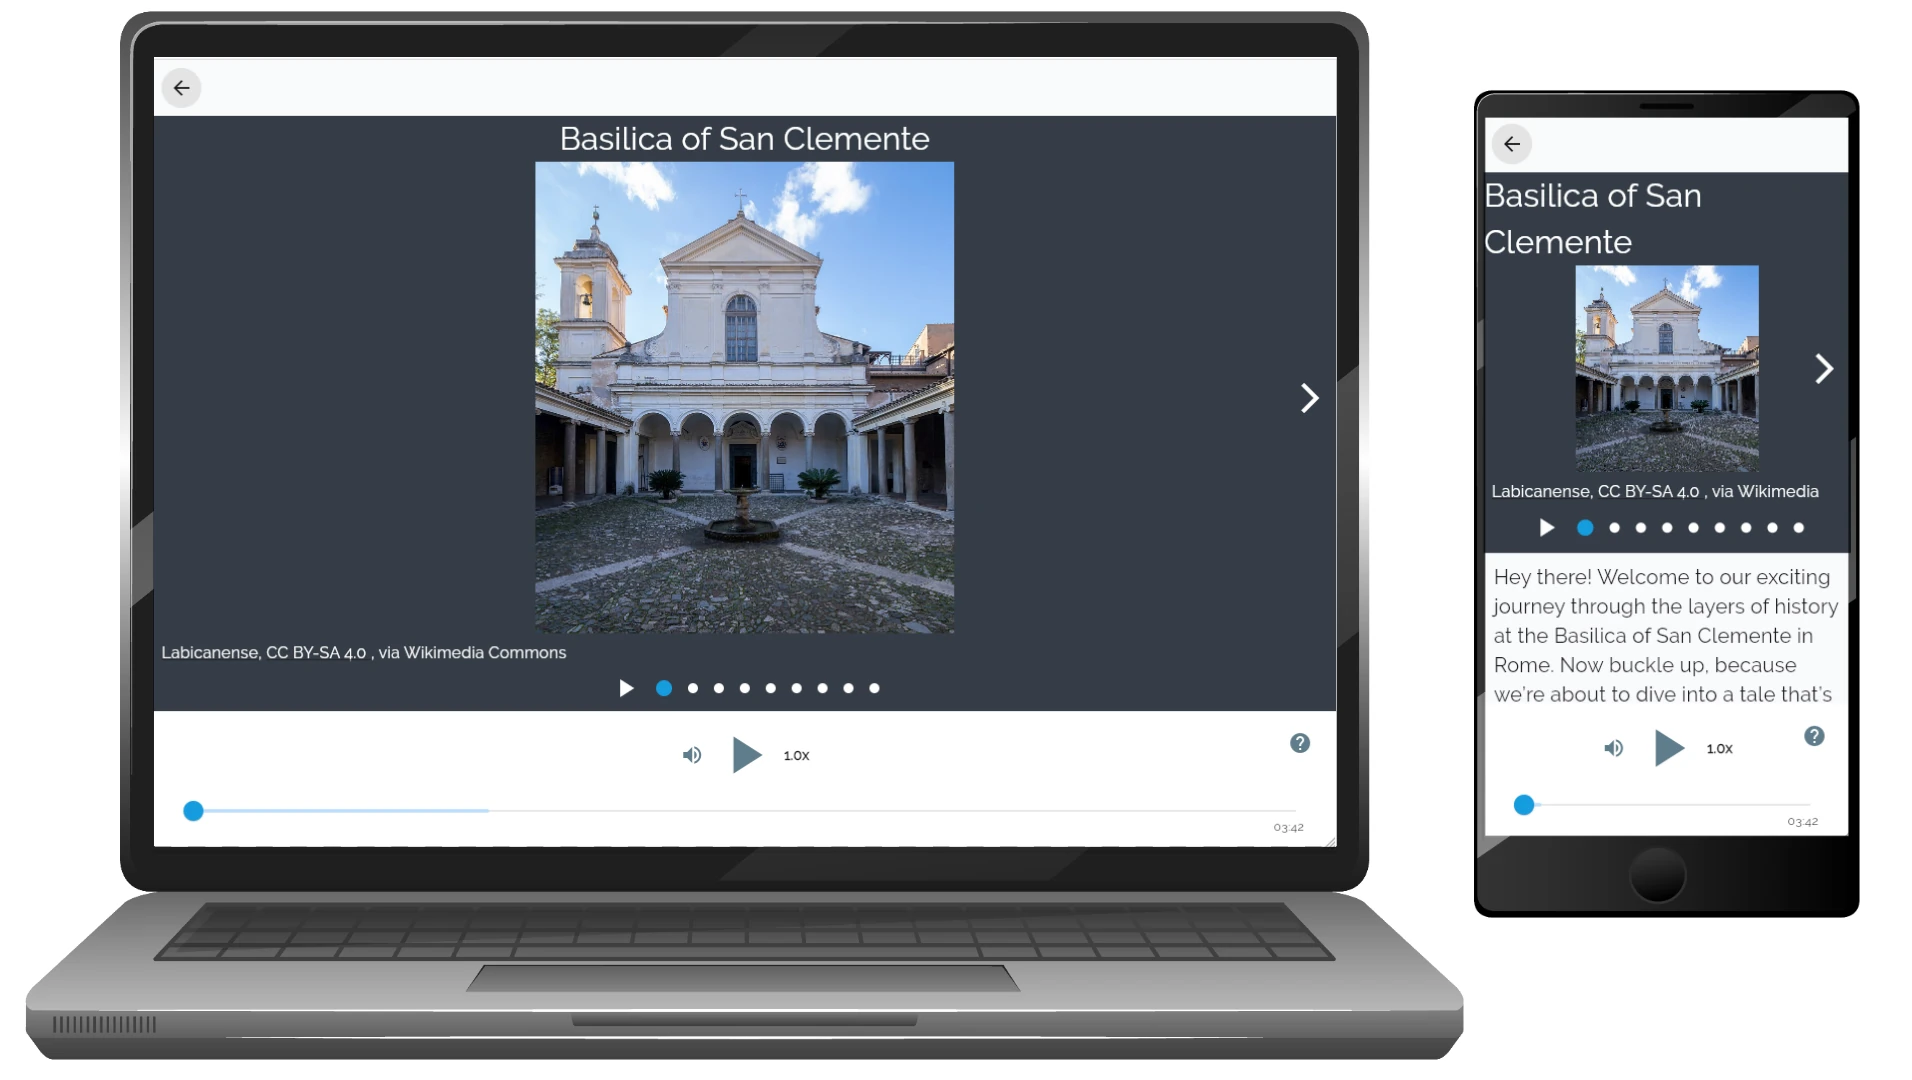 Basilica of San Clemente
Labicanense, CC BY-SA 4.0 , via Wikimedia Commons
1.0x
?
03:42
Basilica of San
Clemente
Labicanense, CC BY-SA 4.0 , via Wikimedia
Hey there! Welcome to our exciting
journey through the layers of history
at the Basilica of San Clemente in
Rome. Now buckle up, because
we're about to dive into a tale that's
1.0x
?
03:42